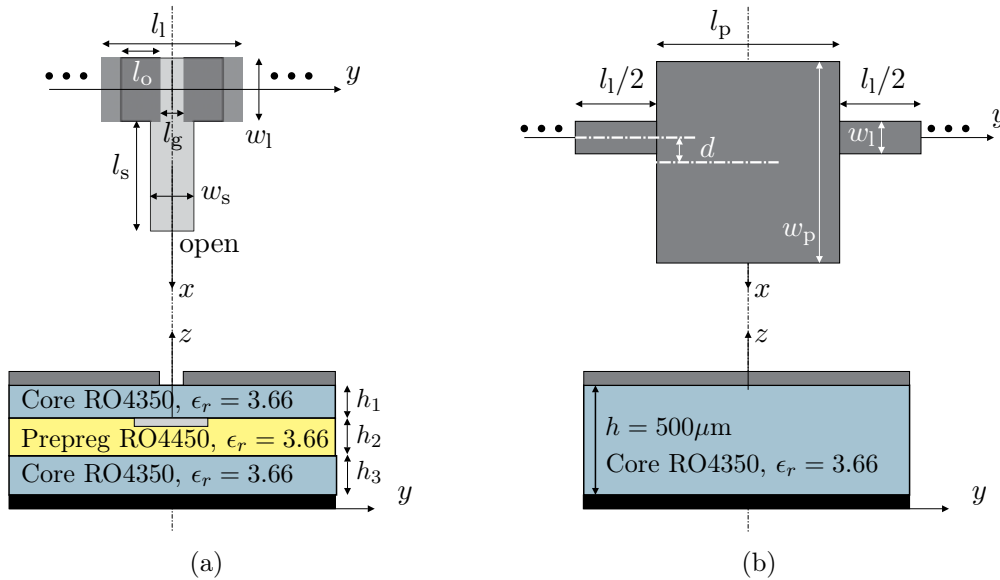 l_l
l_o
y
l_g
w_l
l_s
w_s
open
x
z
Core RO4350, ϵ_r = 3.66
h_1
Prepreg RO4450, ϵ_r = 3.66
h_2
Core RO4350, ϵ_r = 3.66
h_3
y
(a)
l_p
l_l/2
l_l/2
y
w_l
d
w_p
x
z
h = 500μm
Core RO4350, ϵ_r = 3.66
y
(b)